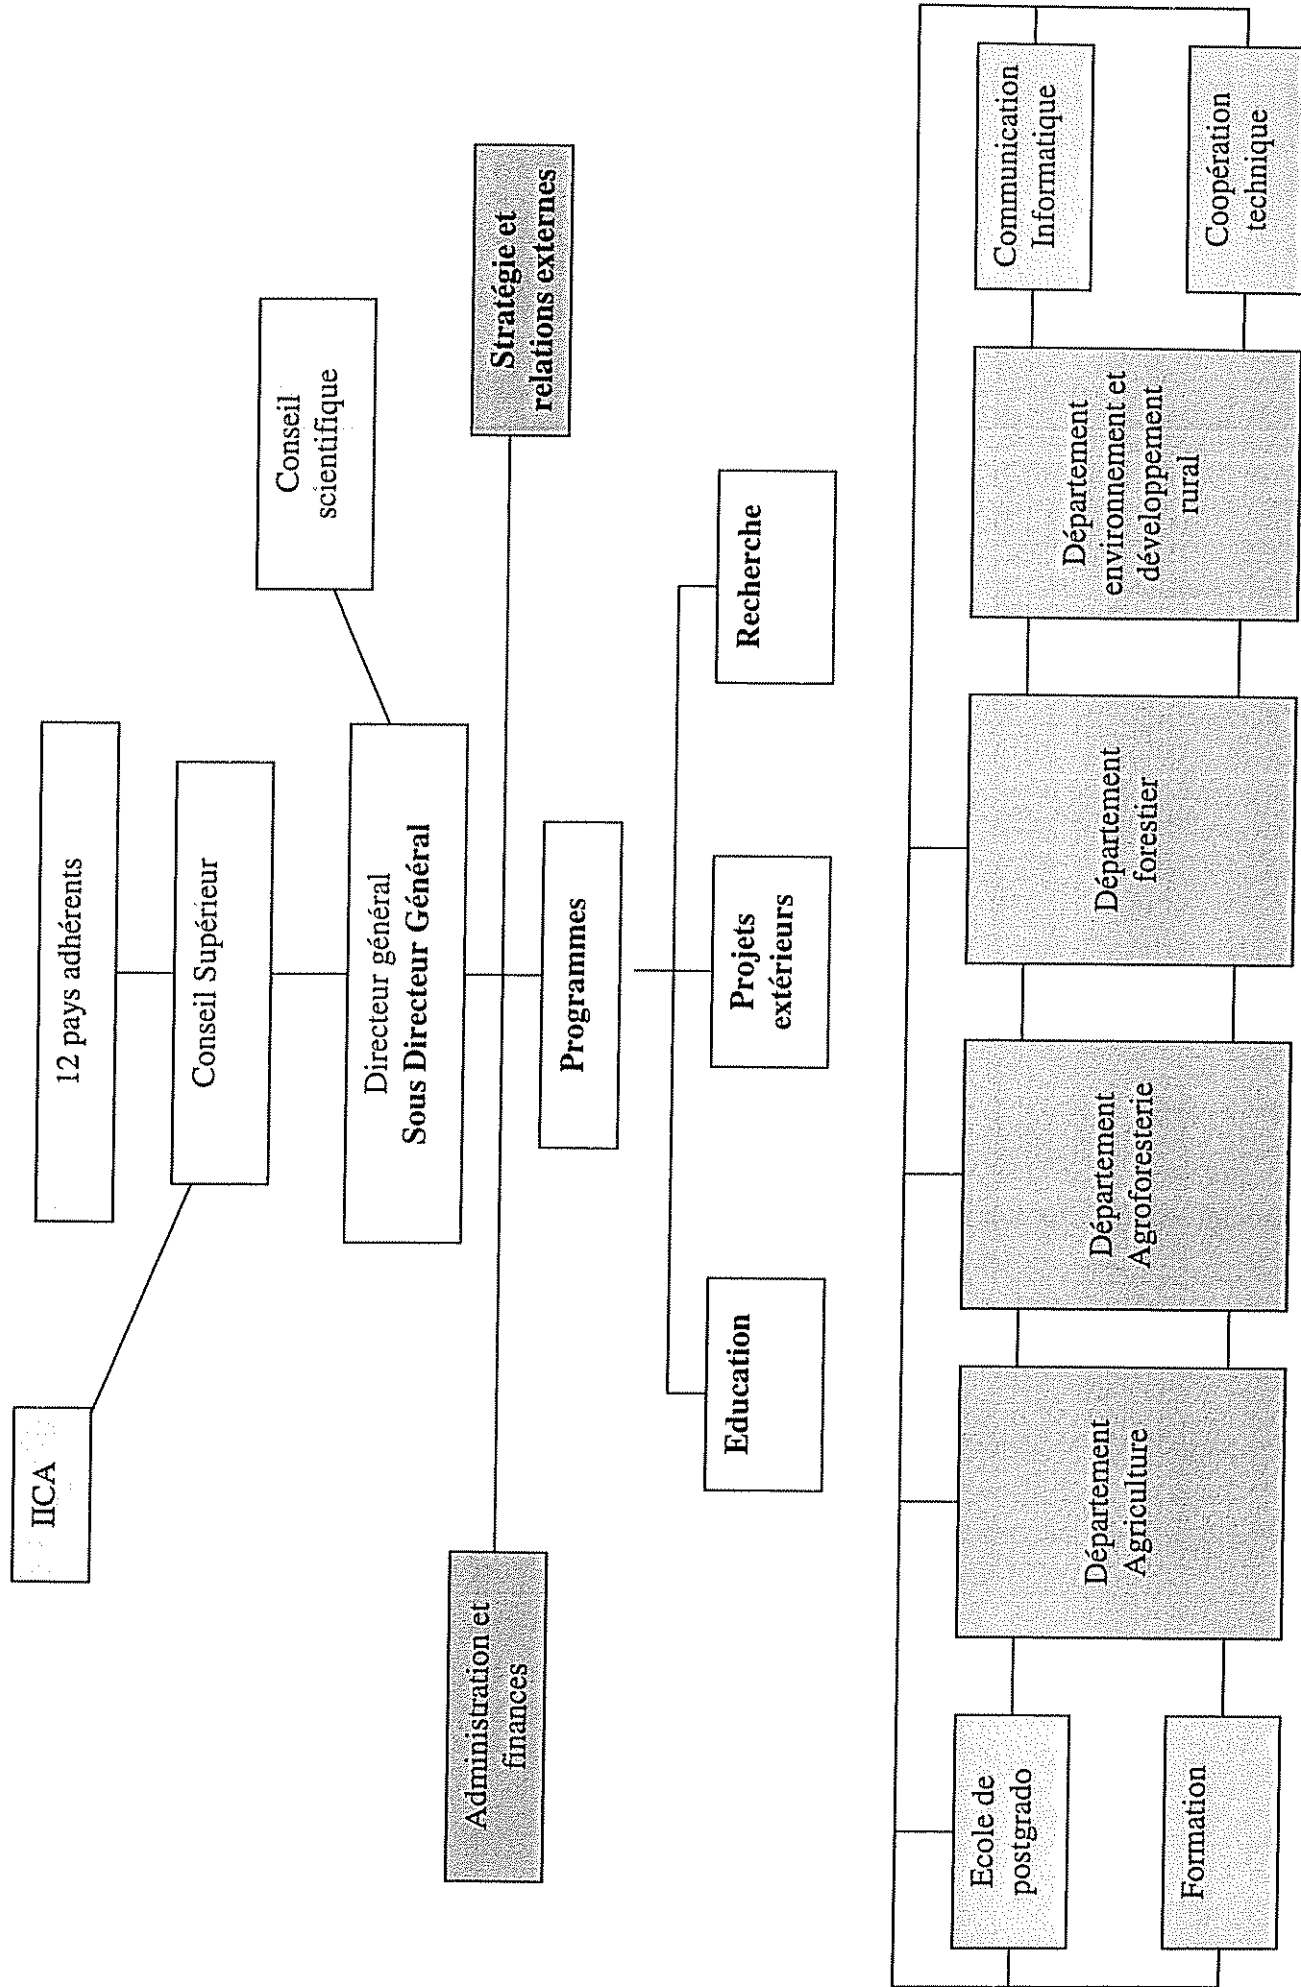 IICA
12 pays adhérents
Conseil Supérieur
Conseil
scientifique
Directeur général
Sous Directeur Général
Administration et
finances
Stratégie et
relations externes
Programmes
Education
Projets
extérieurs
Recherche
Ecole de
postgrado
Formation
Département
Agriculture
Département
Agroforesterie
Département
forestier
Département
environnement et
développement
rural
Communication
Informatique
Coopération
technique